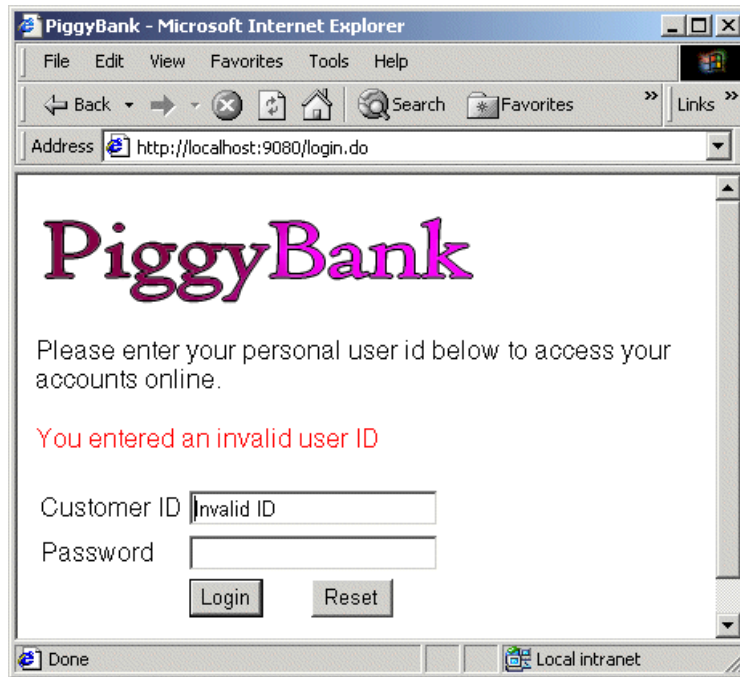 PiggyBank - Microsoft Internet Explorer
File Edit View Favorites Tools Help
Back Search Favorites » Links »
Address http://localhost:9080/login.do
PiggyBank
Please enter your personal user id below to access your
accounts online.
You entered an invalid user ID
Customer ID Invalid ID
Password
Login Reset
Done Local intranet